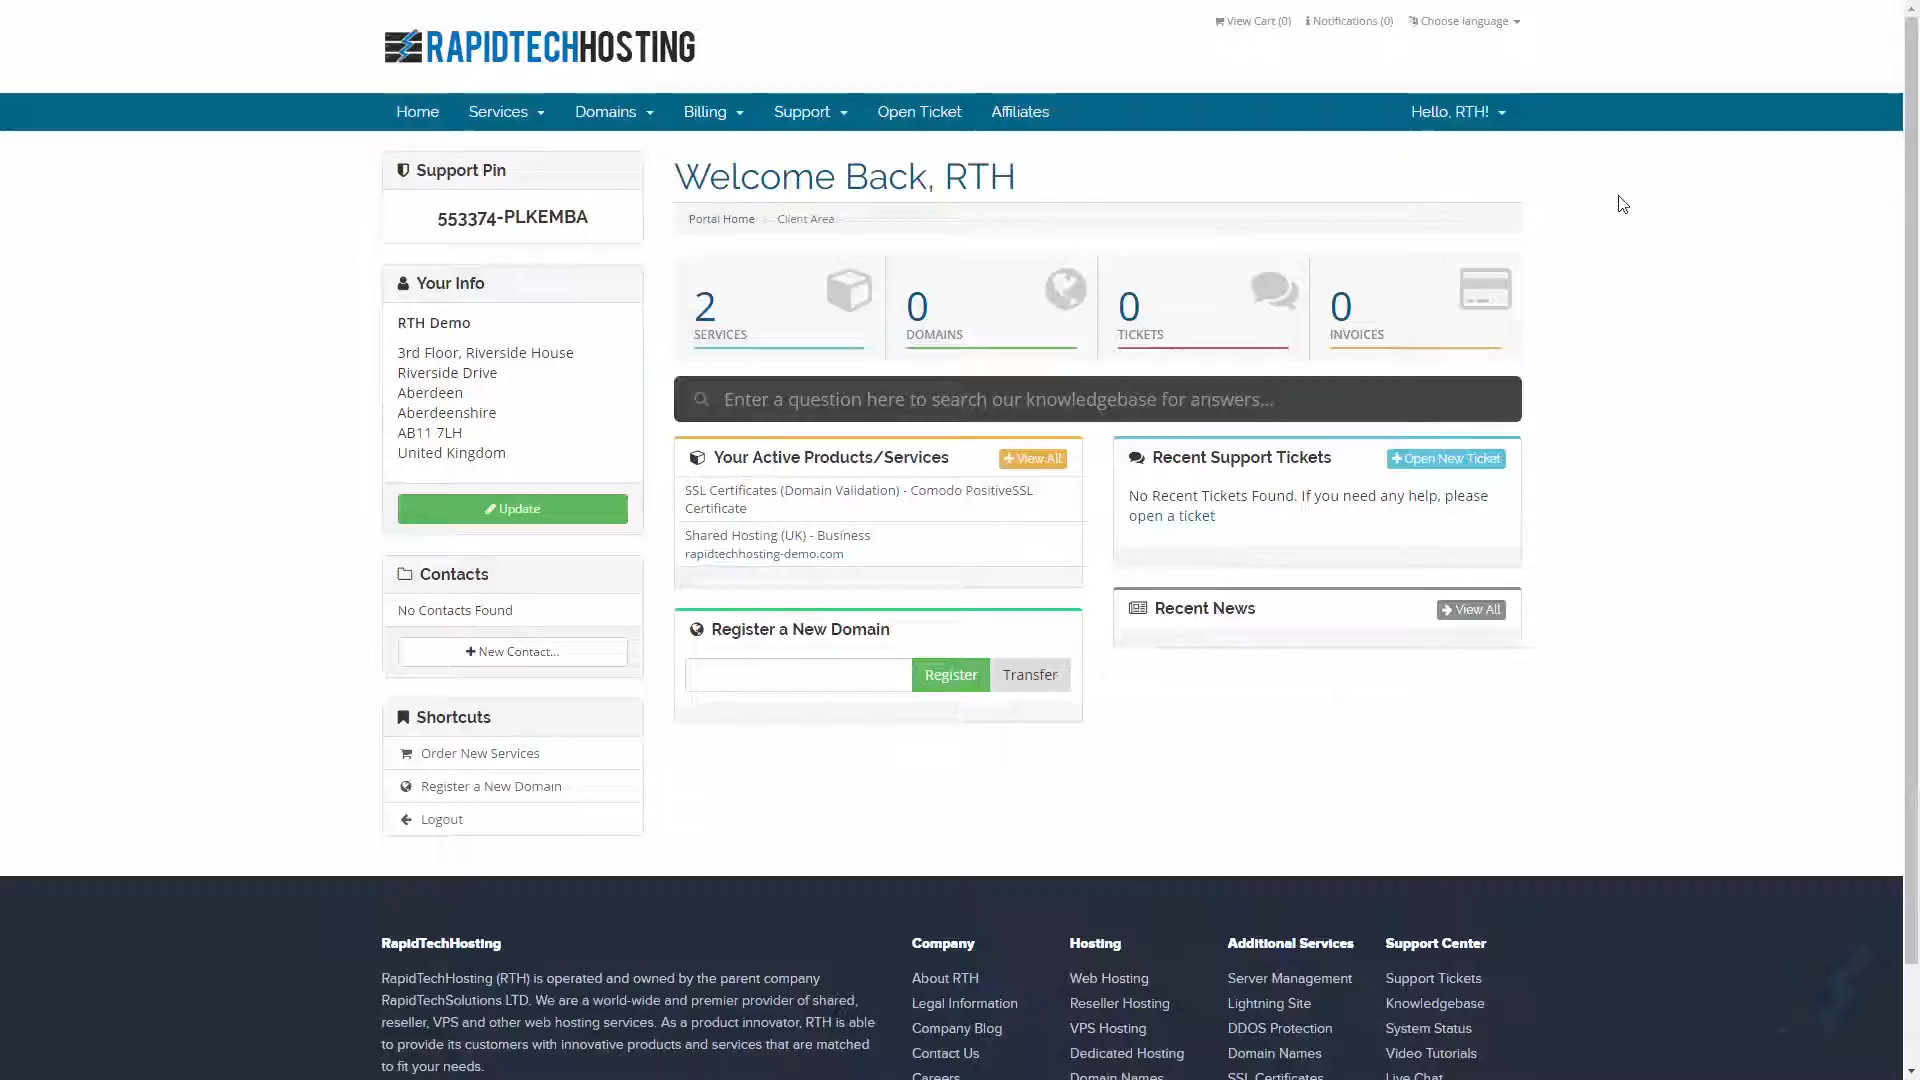 RAPIDTECHHOSTING
View Cart (0) Notifications (0) Choose language
Home Services Domains Billing Support Open Ticket Affiliates Hello, RTH!
Support Pin
553374-PLKEMBA
Your Info
RTH Demo
3rd Floor, Riverside House
Riverside Drive
Aberdeen
Aberdeenshire
AB11 7LH
United Kingdom
Update
Contacts
No Contacts Found
New Contact...
Shortcuts
Order New Services
Register a New Domain
Logout
Welcome Back, RTH
Portal Home Client Area
2 0 0 0
SERVICES DOMAINS TICKETS INVOICES
Enter a question here to search our knowledgebase for answers...
Your Active Products/Services View All
SSL Certificates (Domain Validation) - Comodo PositiveSSL
Certificate
Shared Hosting (UK) - Business
rapidtechhosting-demo.com
Register a New Domain
Register Transfer
Recent Support Tickets Open New Ticket
No Recent Tickets Found. If you need any help, please
open a ticket
Recent News View All
RapidTechHosting
RapidTechHosting (RTH) is operated and owned by the parent company
RapidTechSolutions LTD. We are a world-wide and premier provider of shared,
reseller, VPS and other web hosting services. As a product innovator, RTH is able
to provide its customers with innovative products and services that are matched
to fit your needs.
Company
About RTH
Legal Information
Company Blog
Contact Us
Careers
Hosting
Web Hosting
Reseller Hosting
VPS Hosting
Dedicated Hosting
Domain Names
Additional Services
Server Management
Lightning Site
DDOS Protection
Domain Names
SSL Certificates
Support Center
Support Tickets
Knowledgebase
System Status
Video Tutorials
Live Chat